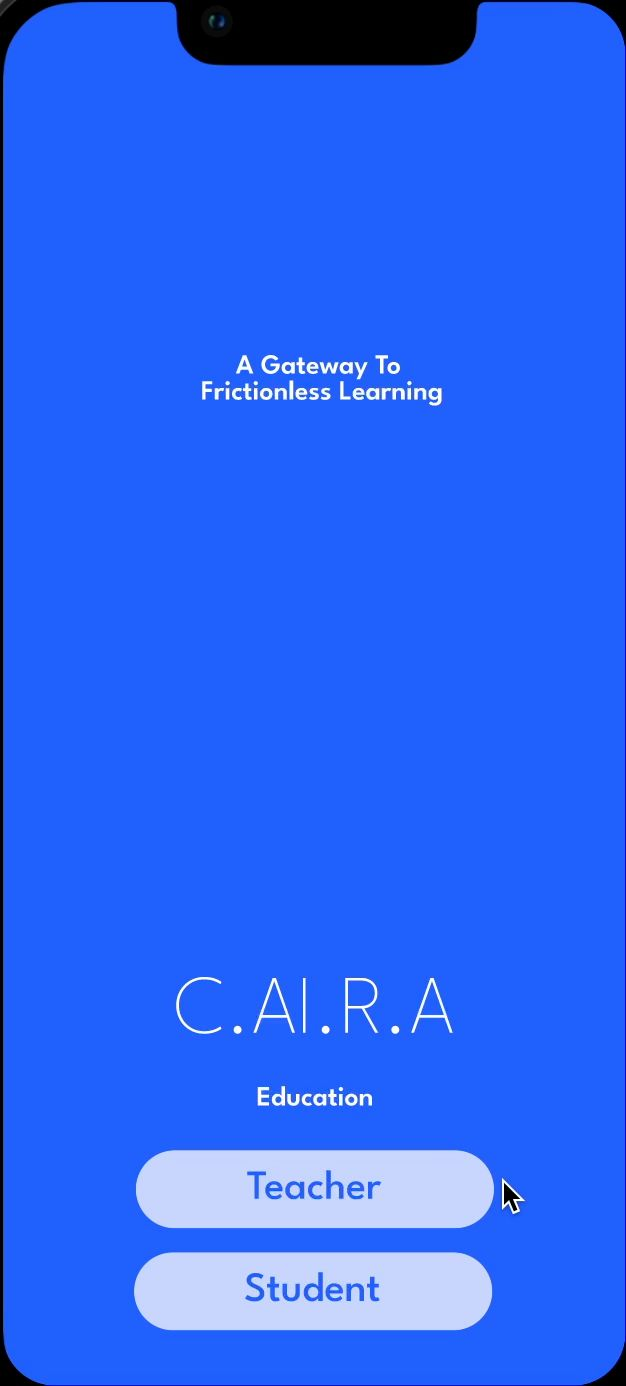 A Gateway To
Frictionless Learning
C.AI.R.A
Education
Teacher
Student